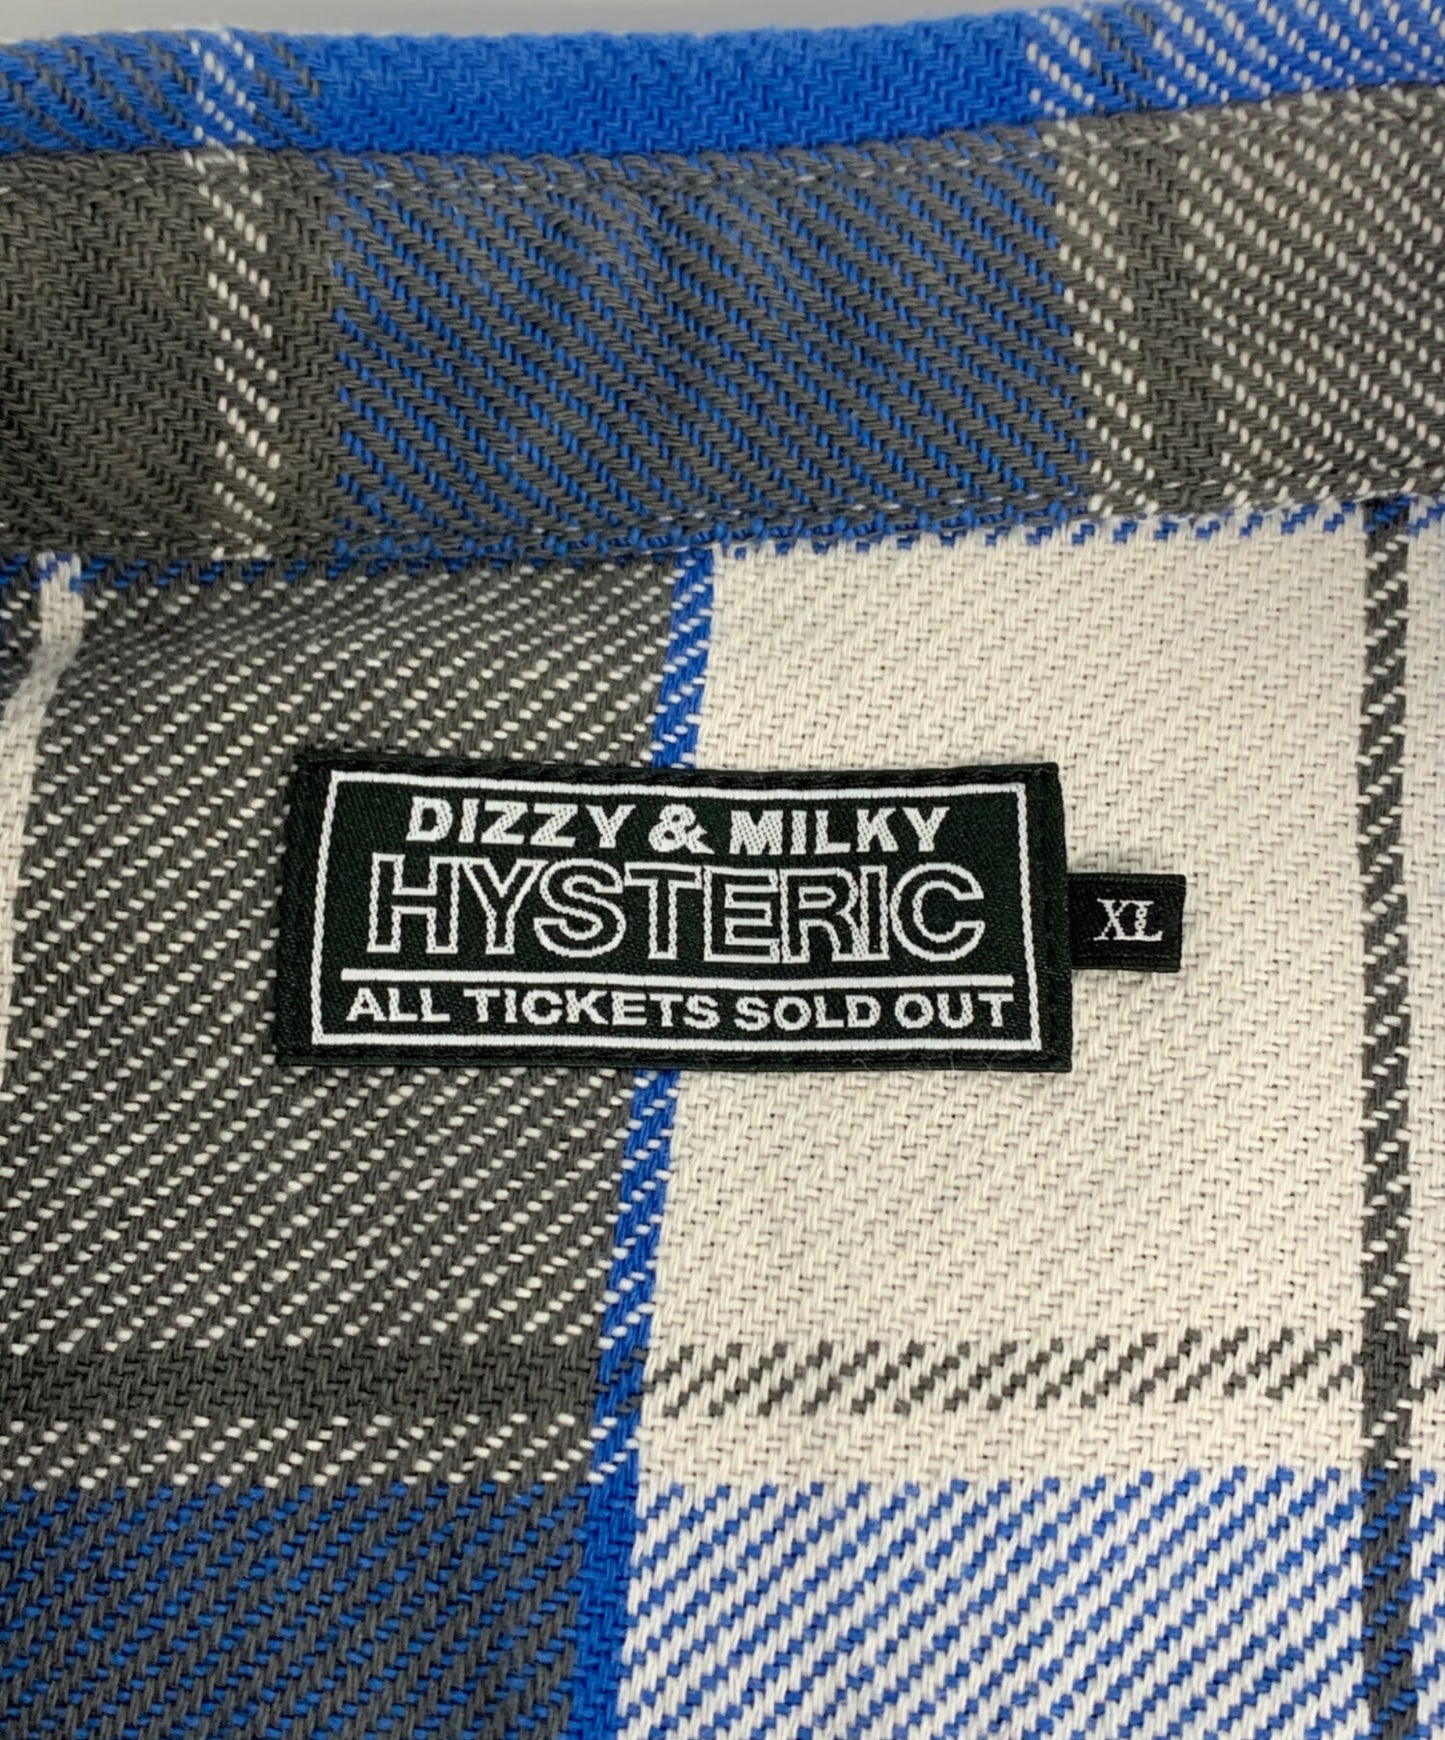 DIZZY & MILKY
HYSTERIC
ALL TICKETS SOLD OUT
XL